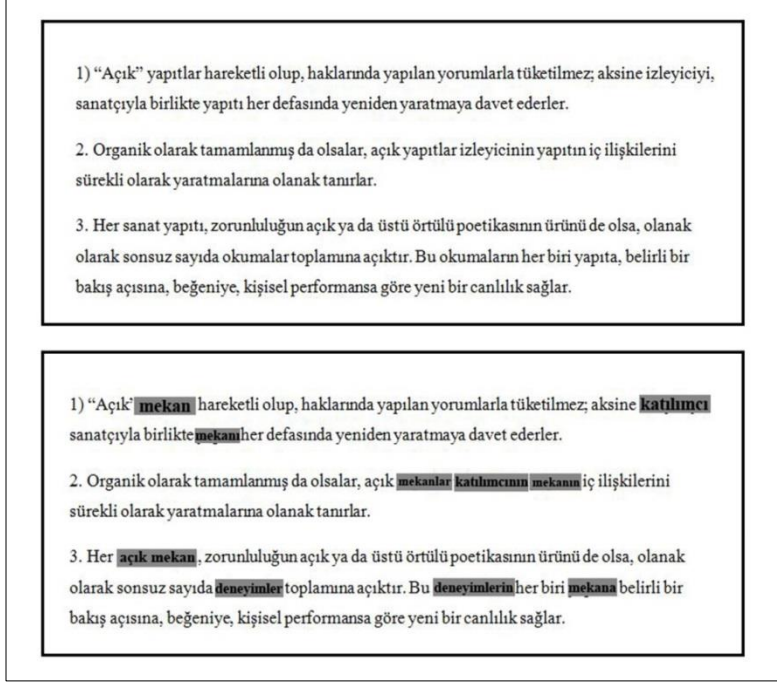 1) “Açık” yapıtlar hareketli olup, haklarında yapılan yorumlarla tüketilmez; aksine izleyiciyi,
sanatçıyla birlikte yapıtı her defasında yeniden yaratmaya davet ederler.
2. Organik olarak tamamlanmış da olsalar, açık yapıtlar izleyicinin yapıtın iç ilişkilerini
sürekli olarak yaratmalarına olanak tanırlar.
3. Her sanat yapıtı, zorunluluğun açık ya da üstü örtülü poetikasının ürünü de olsa, olanak
olarak sonsuz sayıda okumalar toplamına açıktır. Bu okumaların her biri yapıta, belirli bir
bakış açısına, beğeniye, kişisel performansa göre yeni bir canlılık sağlar.
1) “Açık’ mekan hareketli olup, haklarında yapılan yorumlarla tüketilmez; aksine katılımcı
sanatçıyla birlikte mekanı her defasında yeniden yaratmaya davet ederler.
2. Organik olarak tamamlanmış da olsalar, açık mekanlar katılımcının mekanın iç ilişkilerini
sürekli olarak yaratmalarına olanak tanırlar.
3. Her açık mekan, zorunluluğun açık ya da üstü örtülü poetikasının ürünü de olsa, olanak
olarak sonsuz sayıda deneyimler toplamına açıktır. Bu deneyimlerin her biri mekana belirli bir
bakış açısına, beğeniye, kişisel performansa göre yeni bir canlılık sağlar.